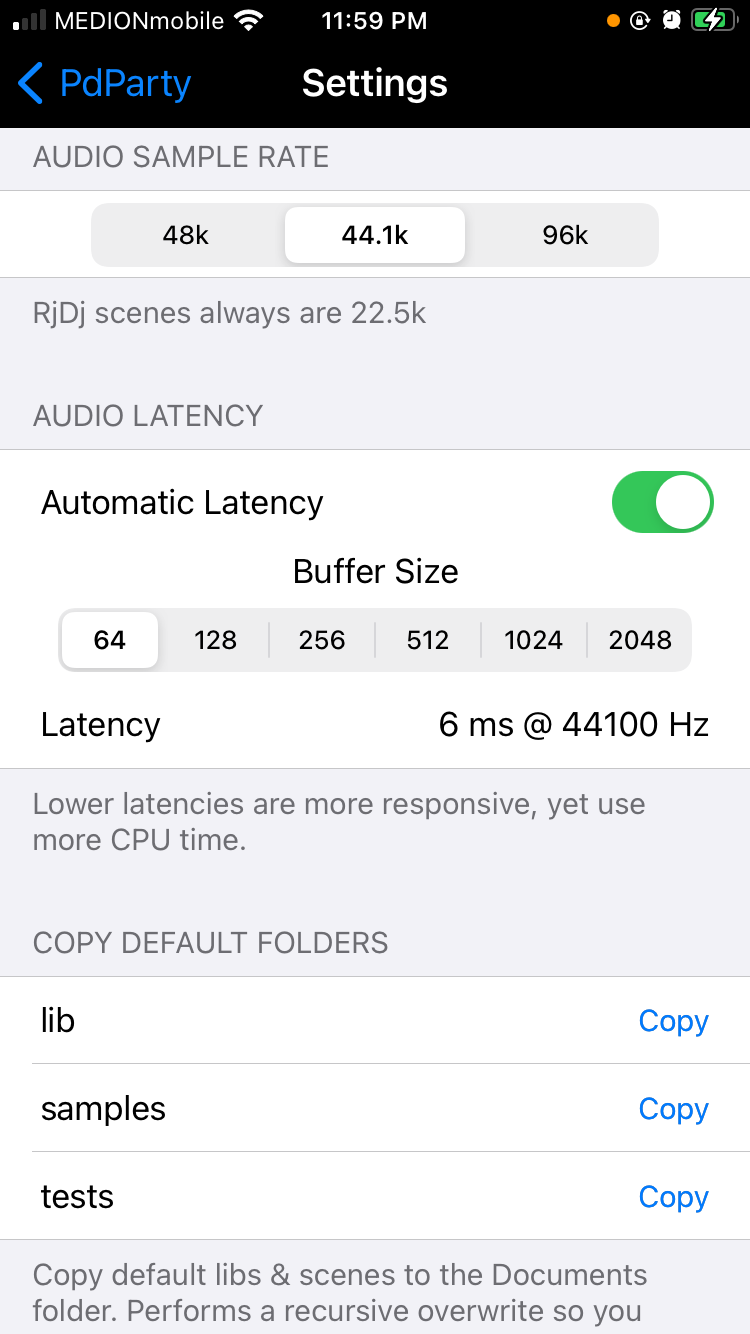 MEDIONmobile 11:59 PM
PdParty Settings
AUDIO SAMPLE RATE
48k 44.1k 96k
RjDj scenes always are 22.5k
AUDIO LATENCY
Automatic Latency
Buffer Size
64 128 256 512 1024 2048
Latency 6 ms @ 44100 Hz
Lower latencies are more responsive, yet use
more CPU time.
COPY DEFAULT FOLDERS
lib Copy
samples Copy
tests Copy
Copy default libs & scenes to the Documents
folder. Performs a recursive overwrite so you